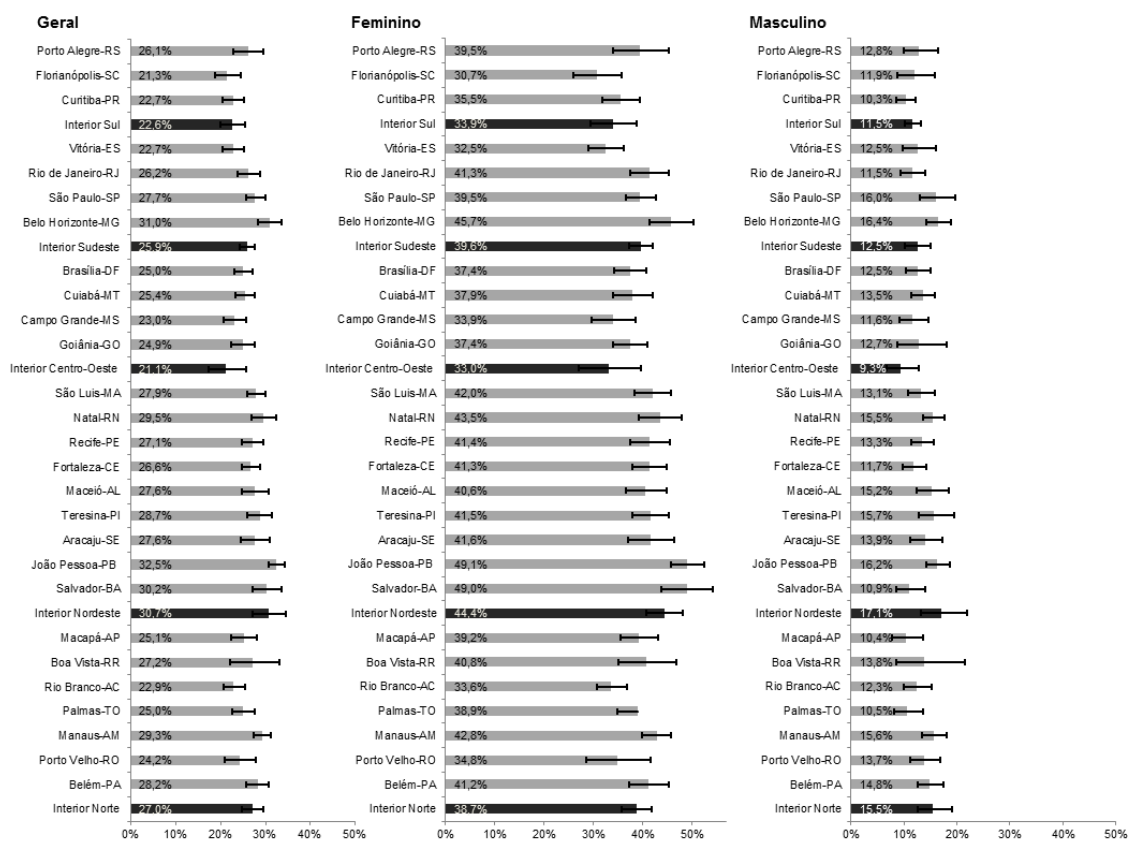 Geral Feminino Masculino
Porto Alegre-RS 26,1% Porto Alegre-RS 39,5% Porto Alegre-RS 12,8%
Florianópolis-SC 21,3% Florianópolis-SC 30,7% Florianópolis-SC 11,9%
Curitiba-PR 22,7% Curitiba-PR 35,5% Curitiba-PR 10,3%
Interior Sul 22,6% Interior Sul 33,9% Interior Sul 11,5%
Vitória-ES 22,7% Vitória-ES 32,5% Vitória-ES 12,5%
Rio de Janeiro-RJ 26,2% Rio de Janeiro-RJ 41,3% Rio de Janeiro-RJ 11,5%
São Paulo-SP 27,7% São Paulo-SP 39,5% São Paulo-SP 16,0%
Belo Horizonte-MG 31,0% Belo Horizonte-MG 45,7% Belo Horizonte-MG 16,4%
Interior Sudeste 25,9% Interior Sudeste 39,6% Interior Sudeste 12,5%
Brasília-DF 25,0% Brasília-DF 37,4% Brasília-DF 12,5%
Cuiabá-MT 25,4% Cuiabá-MT 37,9% Cuiabá-MT 13,5%
Campo Grande-MS 23,0% Campo Grande-MS 33,9% Campo Grande-MS 11,6%
Goiânia-GO 24,9% Goiânia-GO 37,4% Goiânia-GO 12,7%
Interior Centro-Oeste 21,1% Interior Centro-Oeste 33,0% Interior Centro-Oeste 9,3%
São Luis-MA 27,9% São Luis-MA 42,0% São Luis-MA 13,1%
Natal-RN 29,5% Natal-RN 43,5% Natal-RN 15,5%
Recife-PE 27,1% Recife-PE 41,4% Recife-PE 13,3%
Fortaleza-CE 26,6% Fortaleza-CE 41,3% Fortaleza-CE 11,7%
Maceió-AL 27,6% Maceió-AL 40,6% Maceió-AL 15,2%
Teresina-PI 28,7% Teresina-PI 41,5% Teresina-PI 15,7%
Aracaju-SE 27,6% Aracaju-SE 41,6% Aracaju-SE 13,9%
João Pessoa-PB 32,5% João Pessoa-PB 49,1% João Pessoa-PB 16,2%
Salvador-BA 30,2% Salvador-BA 49,0% Salvador-BA 10,9%
Interior Nordeste 30,7% Interior Nordeste 44,4% Interior Nordeste 17,1%
Macapá-AP 25,1% Macapá-AP 39,2% Macapá-AP 10,4%
Boa Vista-RR 27,2% Boa Vista-RR 40,8% Boa Vista-RR 13,8%
Rio Branco-AC 22,9% Rio Branco-AC 33,6% Rio Branco-AC 12,3%
Palmas-TO 25,0% Palmas-TO 38,9% Palmas-TO 10,5%
Manaus-AM 29,3% Manaus-AM 42,8% Manaus-AM 15,6%
Porto Velho-RO 24,2% Porto Velho-RO 34,8% Porto Velho-RO 13,7%
Belém-PA 28,2% Belém-PA 41,2% Belém-PA 14,8%
Interior Norte 27,0% Interior Norte 38,7% Interior Norte 15,5%
0% 10% 20% 30% 40% 50% 0% 10% 20% 30% 40% 50% 0% 10% 20% 30% 40% 50%